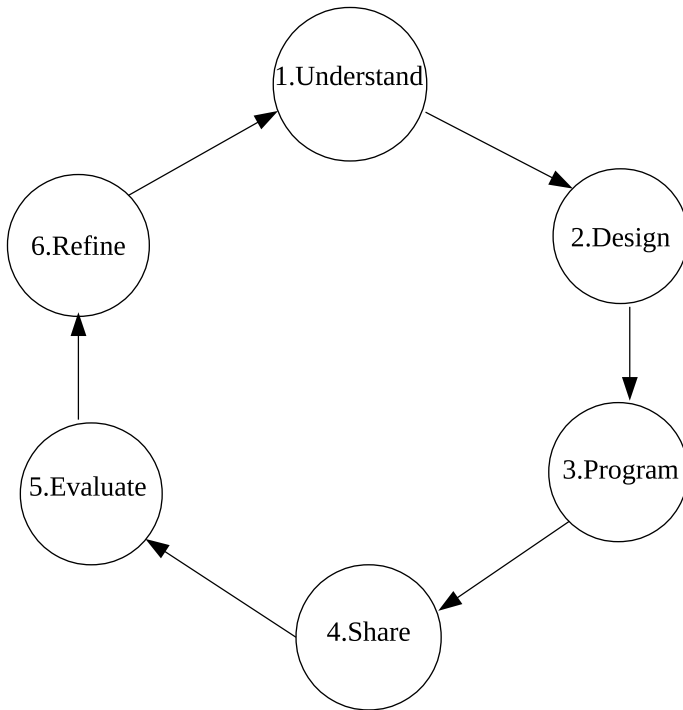 1.Understand
2.Design
3.Program
4.Share
5.Evaluate
6.Refine